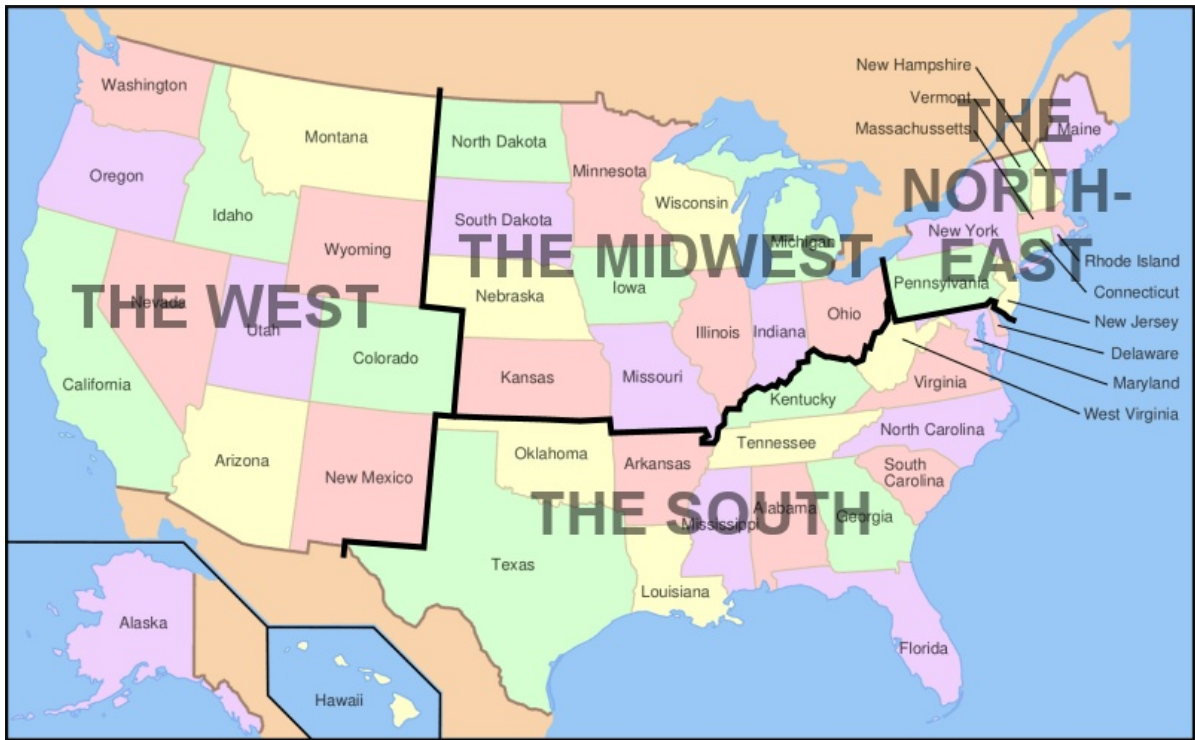 New Hampshire
Vermont
Massachussetts
THE
NORTH-
EAST
Washington
Montana
North Dakota
Minnesota
Maine
Oregon
Idaho
Wyoming
South Dakota
Wisconsin
Michigan
New York
THE MIDWEST
Rhode Island
Connecticut
New Jersey
Delaware
Maryland
West Virginia
THE WEST
Nevada
Utah
Colorado
California
Nebraska
Iowa
Illinois
Indiana
Ohio
Pennsylvania
Kansas
Missouri
Kentucky
Virginia
Arizona
New Mexico
Oklahoma
Arkansas
Tennessee
North Carolina
South
Carolina
THE SOUTH
Texas
Louisiana
Mississippi
Alabama
Georgia
Florida
Alaska
Hawaii